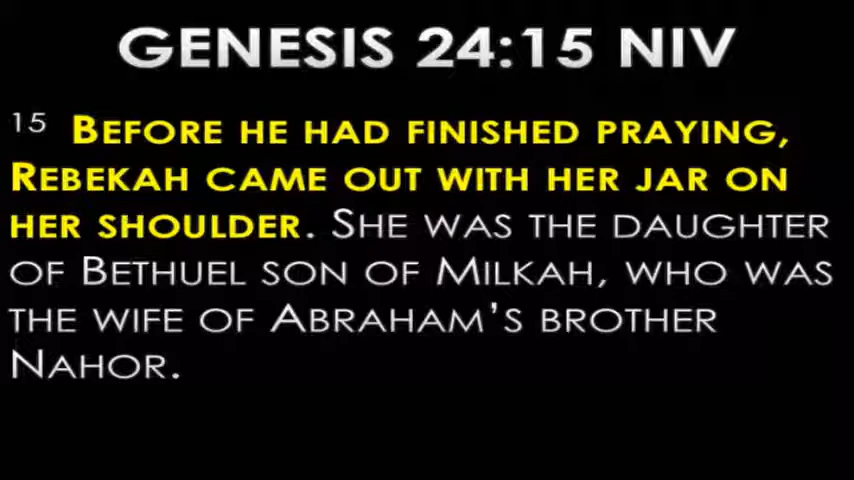 GENESIS 24:15 NIV
15 BEFORE HE HAD FINISHED PRAYING,
REBEKAH CAME OUT WITH HER JAR ON
HER SHOULDER. SHE WAS THE DAUGHTER
OF BETHUEL SON OF MILKAH, WHO WAS
THE WIFE OF ABRAHAM’S BROTHER
NAHOR.